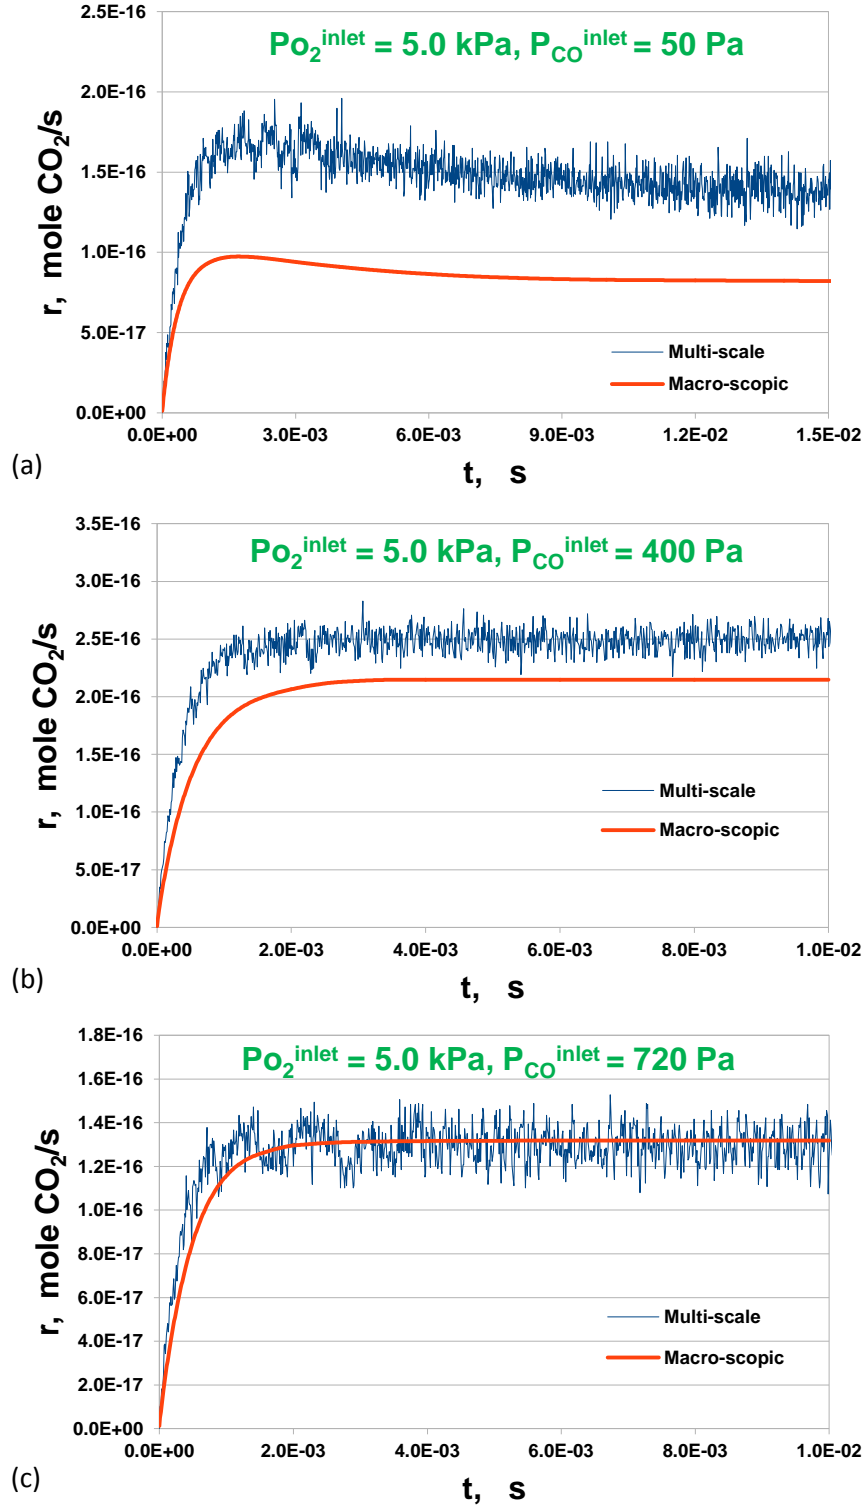 Po₂ⁱⁿˡᵉᵗ = 5.0 kPa, P_CO ⁱⁿˡᵉᵗ = 50 Pa
2.5E-16
2.0E-16
1.5E-16
1.0E-16
5.0E-17
0.0E+00
r, mole CO₂/s
Multi-scale
Macro-scopic
0.0E+00 3.0E-03 6.0E-03 9.0E-03 1.2E-02 1.5E-02
t, s
(a)
Po₂ⁱⁿˡᵉᵗ = 5.0 kPa, P_CO ⁱⁿˡᵉᵗ = 400 Pa
3.5E-16
3.0E-16
2.5E-16
2.0E-16
1.5E-16
1.0E-16
5.0E-17
0.0E+00
r, mole CO₂/s
Multi-scale
Macro-scopic
0.0E+00 2.0E-03 4.0E-03 6.0E-03 8.0E-03 1.0E-02
t, s
(b)
Po₂ⁱⁿˡᵉᵗ = 5.0 kPa, P_CO ⁱⁿˡᵉᵗ = 720 Pa
1.8E-16
1.6E-16
1.4E-16
1.2E-16
1.0E-16
8.0E-17
6.0E-17
4.0E-17
2.0E-17
0.0E+00
r, mole CO₂/s
Multi-scale
Macro-scopic
0.0E+00 2.0E-03 4.0E-03 6.0E-03 8.0E-03 1.0E-02
t, s
(c)